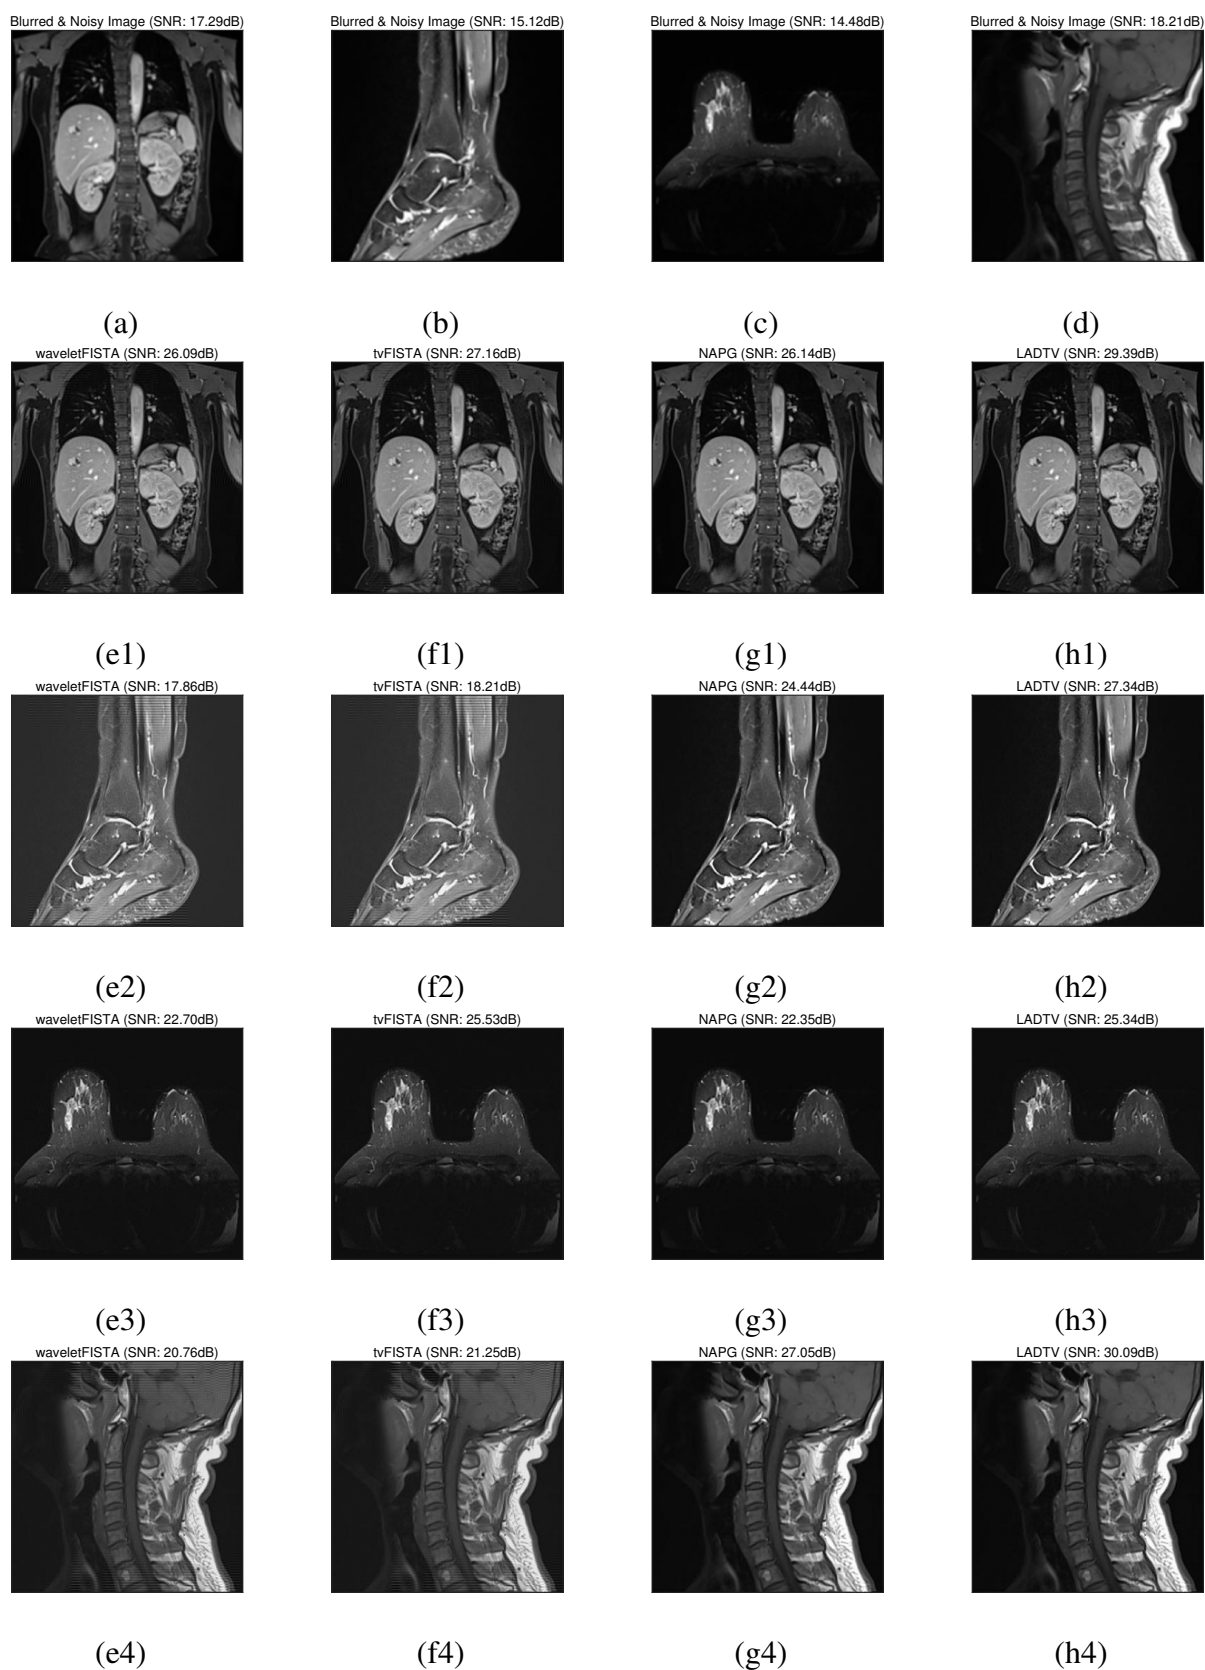 Blurred & Noisy Image (SNR: 17.29dB) Blurred & Noisy Image (SNR: 15.12dB) Blurred & Noisy Image (SNR: 14.48dB) Blurred & Noisy Image (SNR: 18.21dB)
(a) (b) (c) (d)
waveletFISTA (SNR: 26.09dB) tvFISTA (SNR: 27.16dB) NAPG (SNR: 26.14dB) LADTV (SNR: 29.39dB)
(e1) (f1) (g1) (h1)
waveletFISTA (SNR: 17.86dB) tvFISTA (SNR: 18.21dB) NAPG (SNR: 24.44dB) LADTV (SNR: 27.34dB)
(e2) (f2) (g2) (h2)
waveletFISTA (SNR: 22.70dB) tvFISTA (SNR: 25.53dB) NAPG (SNR: 22.35dB) LADTV (SNR: 25.34dB)
(e3) (f3) (g3) (h3)
waveletFISTA (SNR: 20.76dB) tvFISTA (SNR: 21.25dB) NAPG (SNR: 27.05dB) LADTV (SNR: 30.09dB)
(e4) (f4) (g4) (h4)